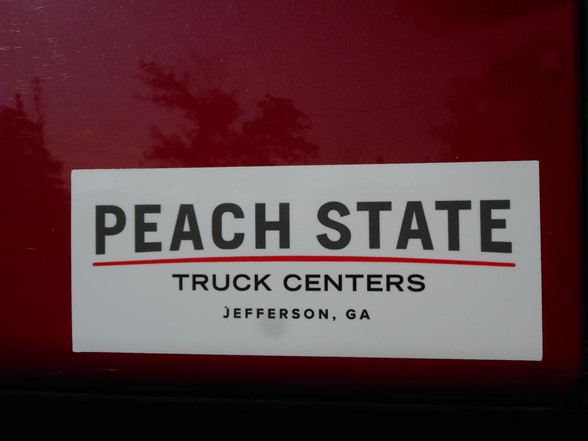 PEACH STATE
TRUCK CENTERS
JEFFERSON, GA